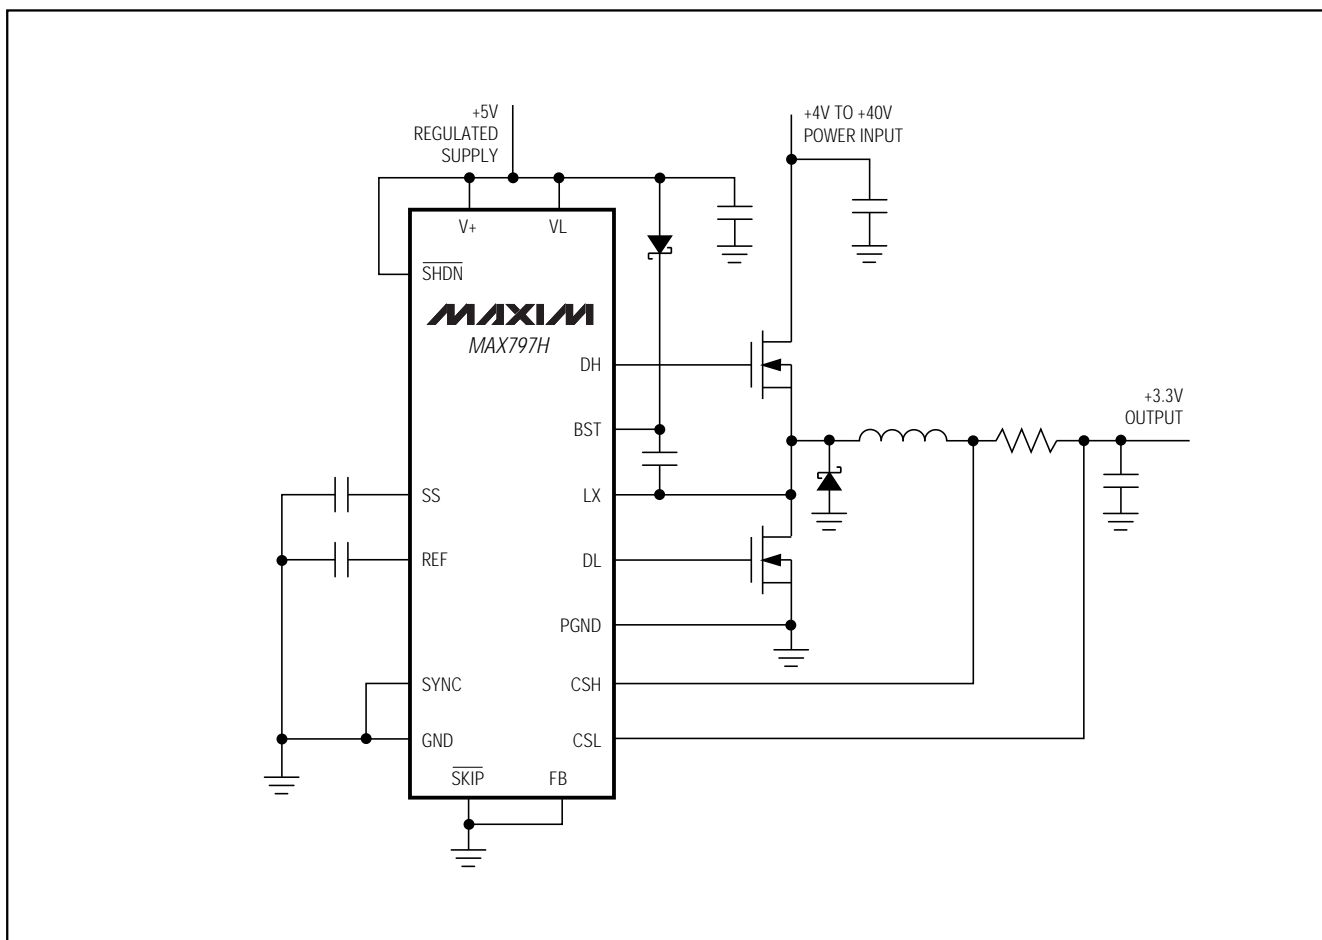 +5V
REGULATED
SUPPLY
+4V TO +40V
POWER INPUT
V+
VL
SHDN
MAXIM
MAX797H
DH
+3.3V
OUTPUT
BST
SS
LX
REF
DL
PGND
SYNC
CSH
GND
CSL
SKIP
FB